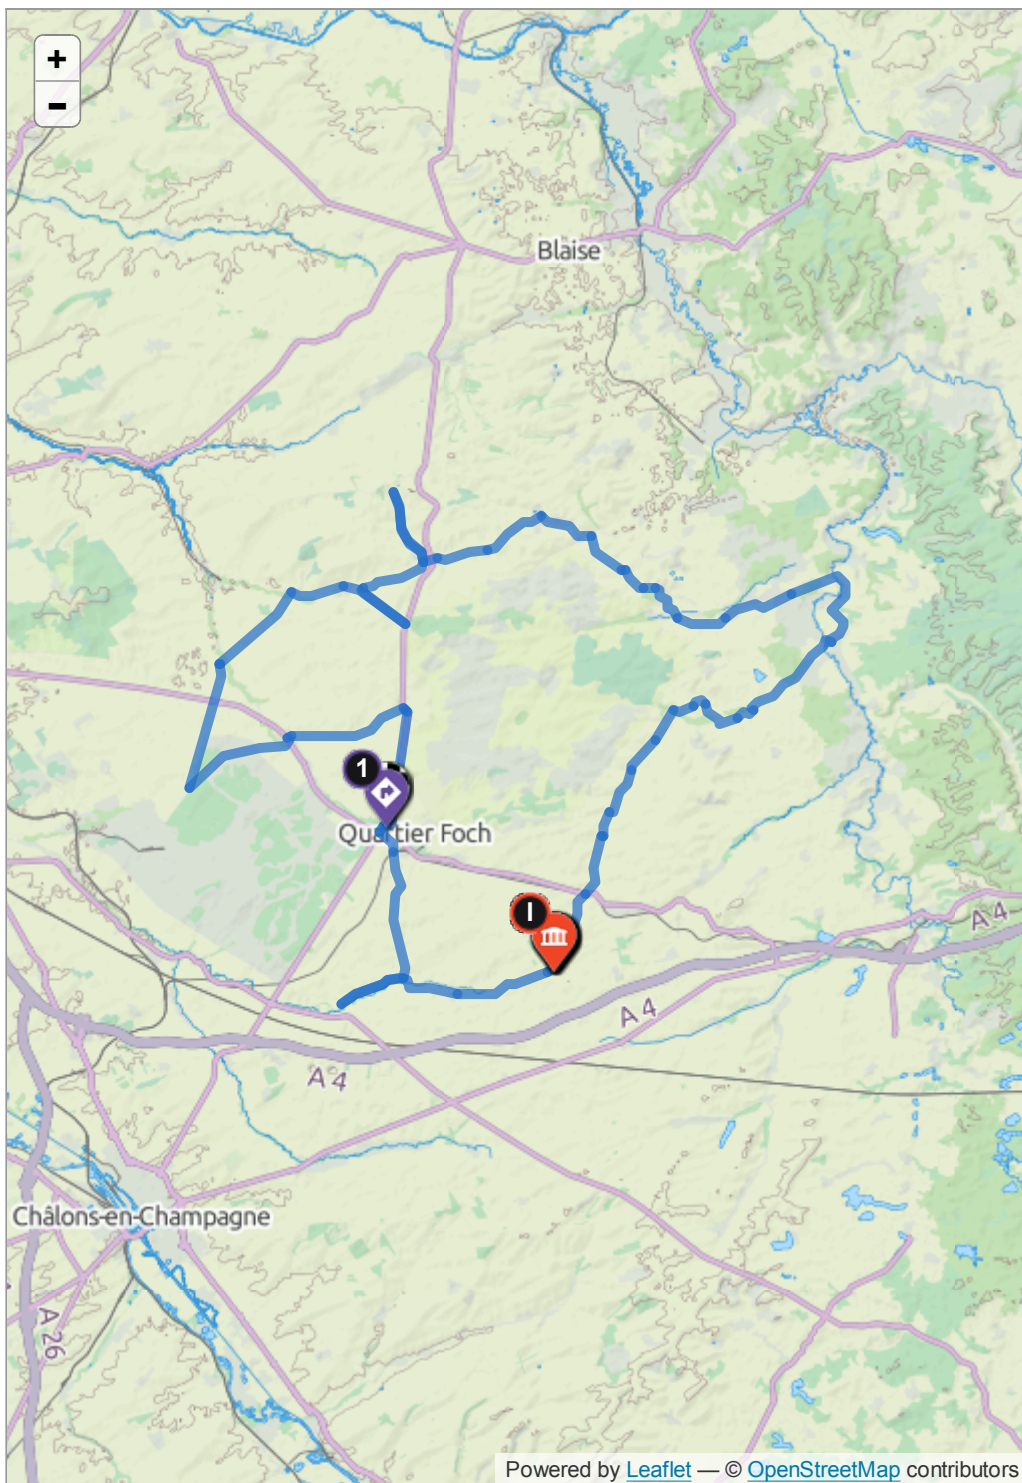 +
−
Blaise
1
Quartier Foch
I
A 4
A 4
A 4
Châlons-en-Champagne
A 26
Powered by Leaflet — © OpenStreetMap contributors